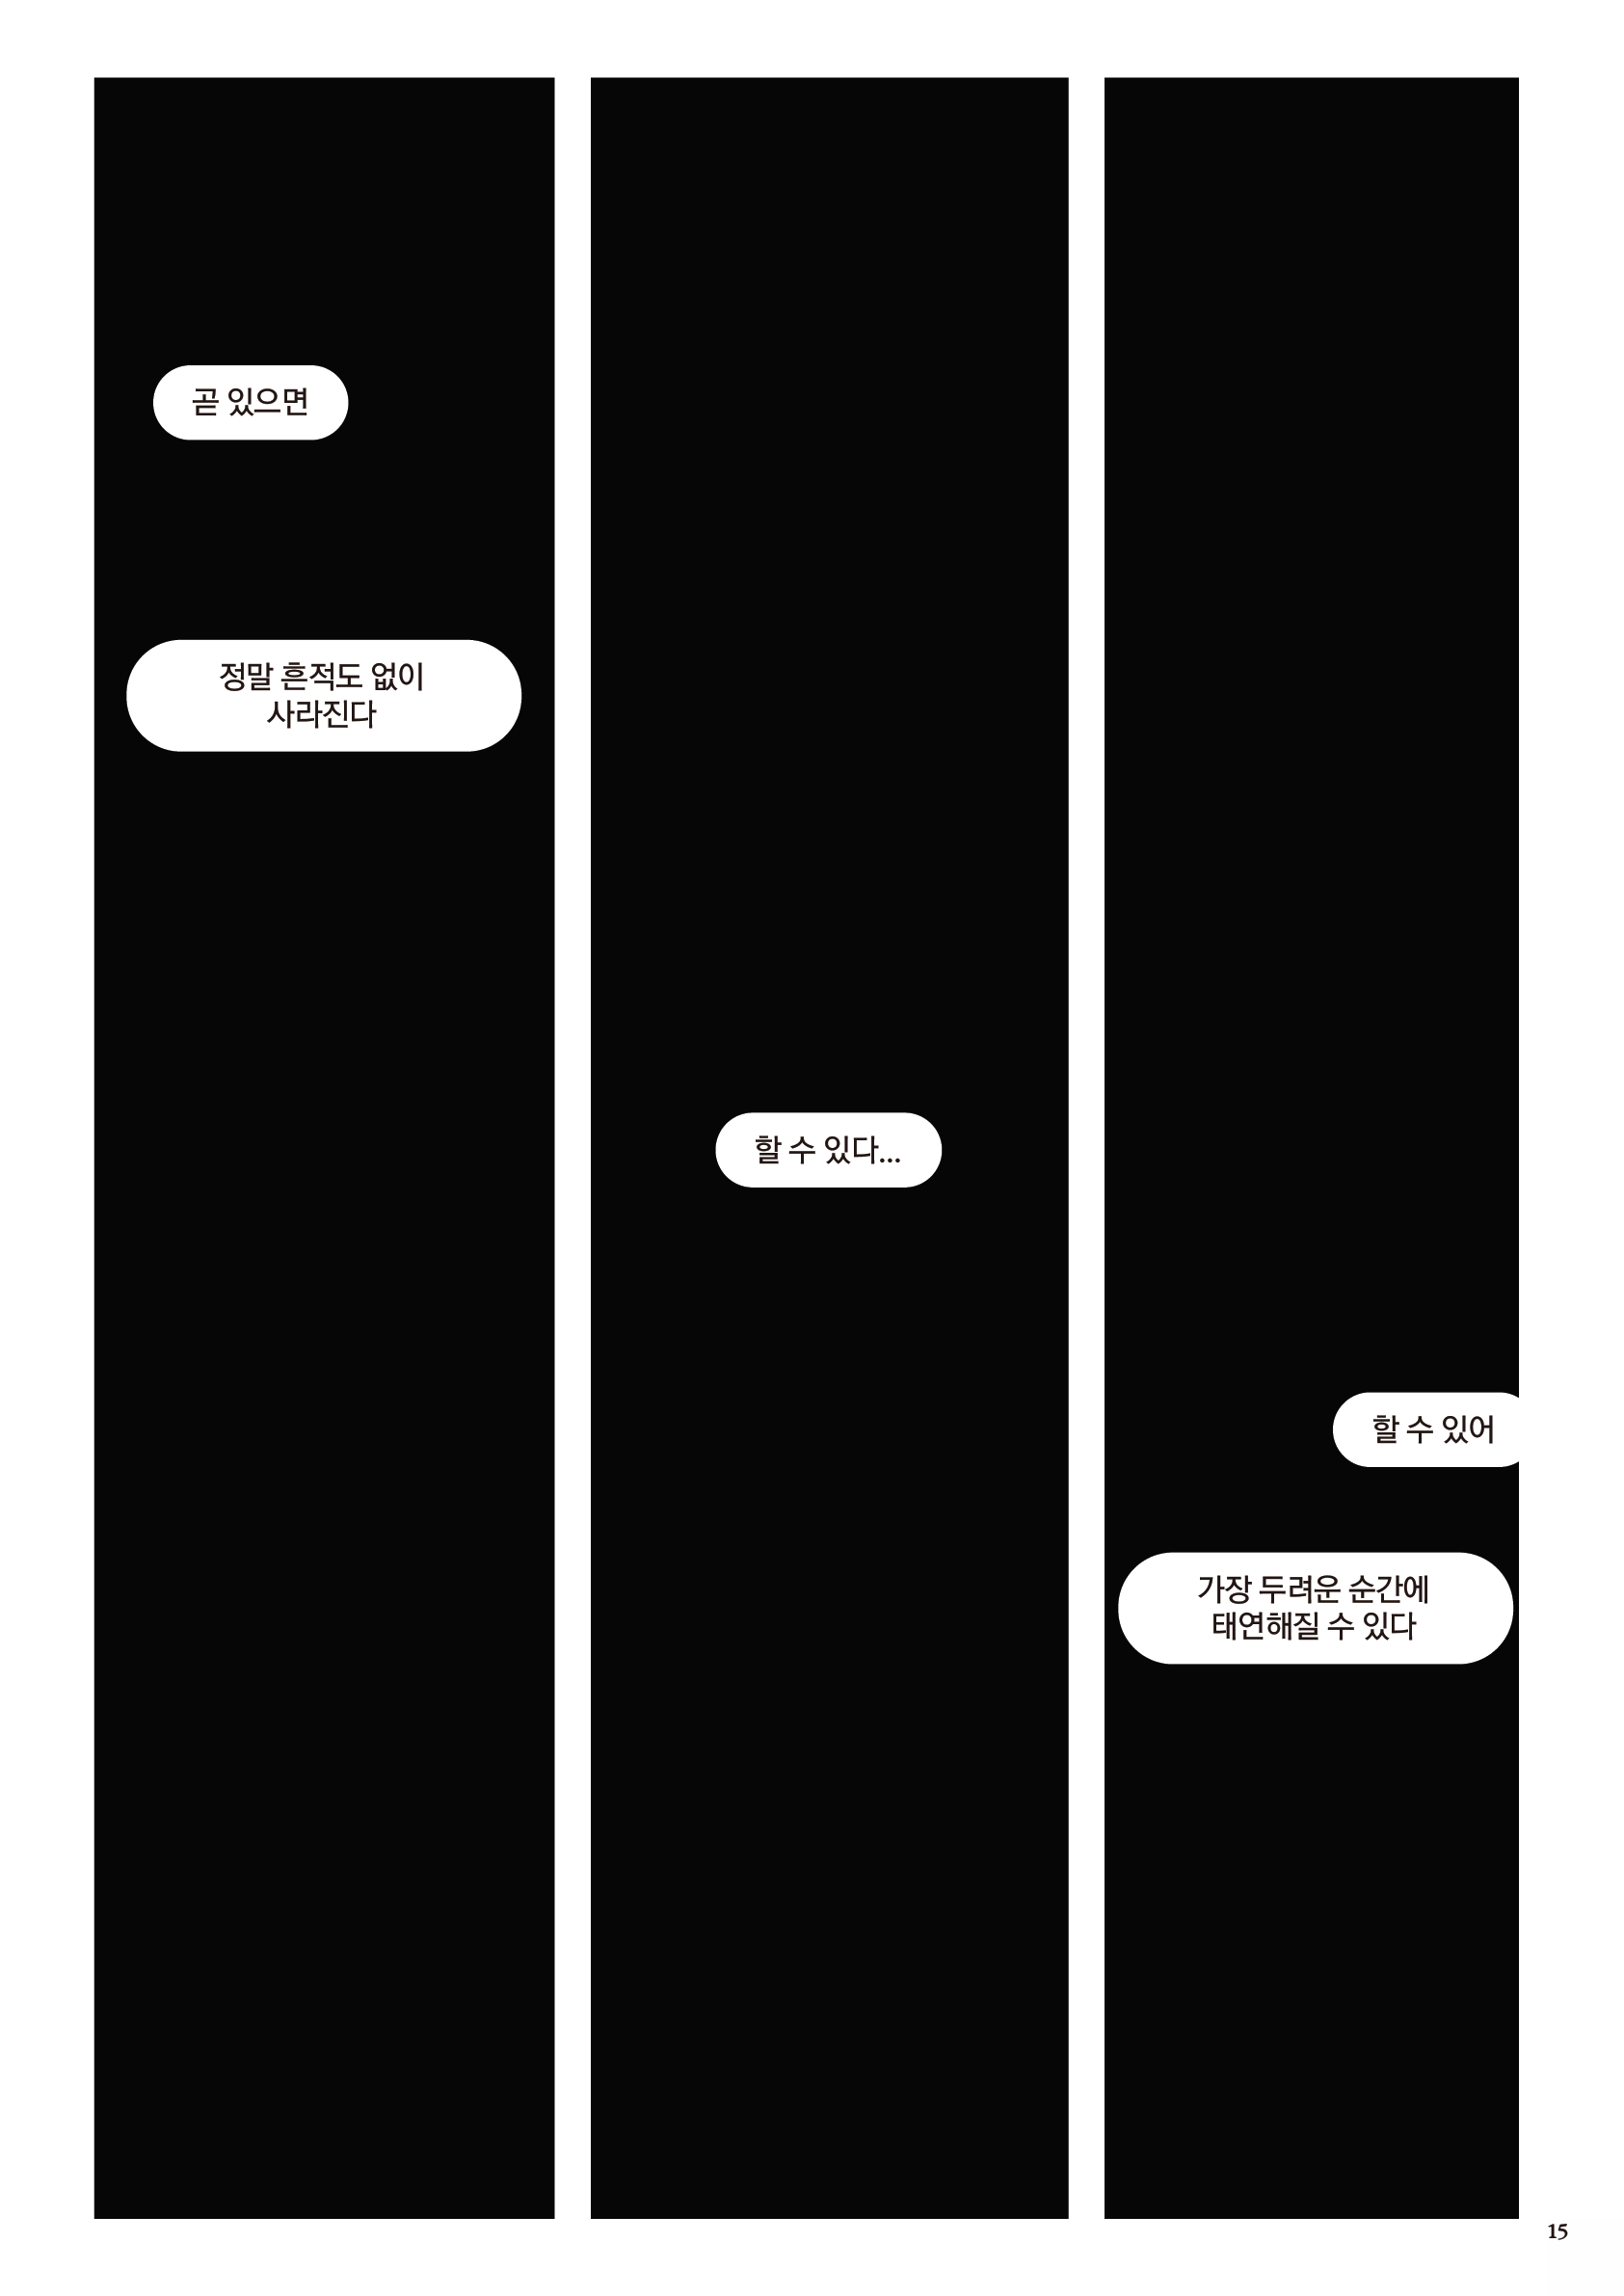 곧 있으면
정말 흔적도 없이
사라진다
할 수 있다...
할 수 있어
가장 두려운 순간에
태연해질 수 있다
15